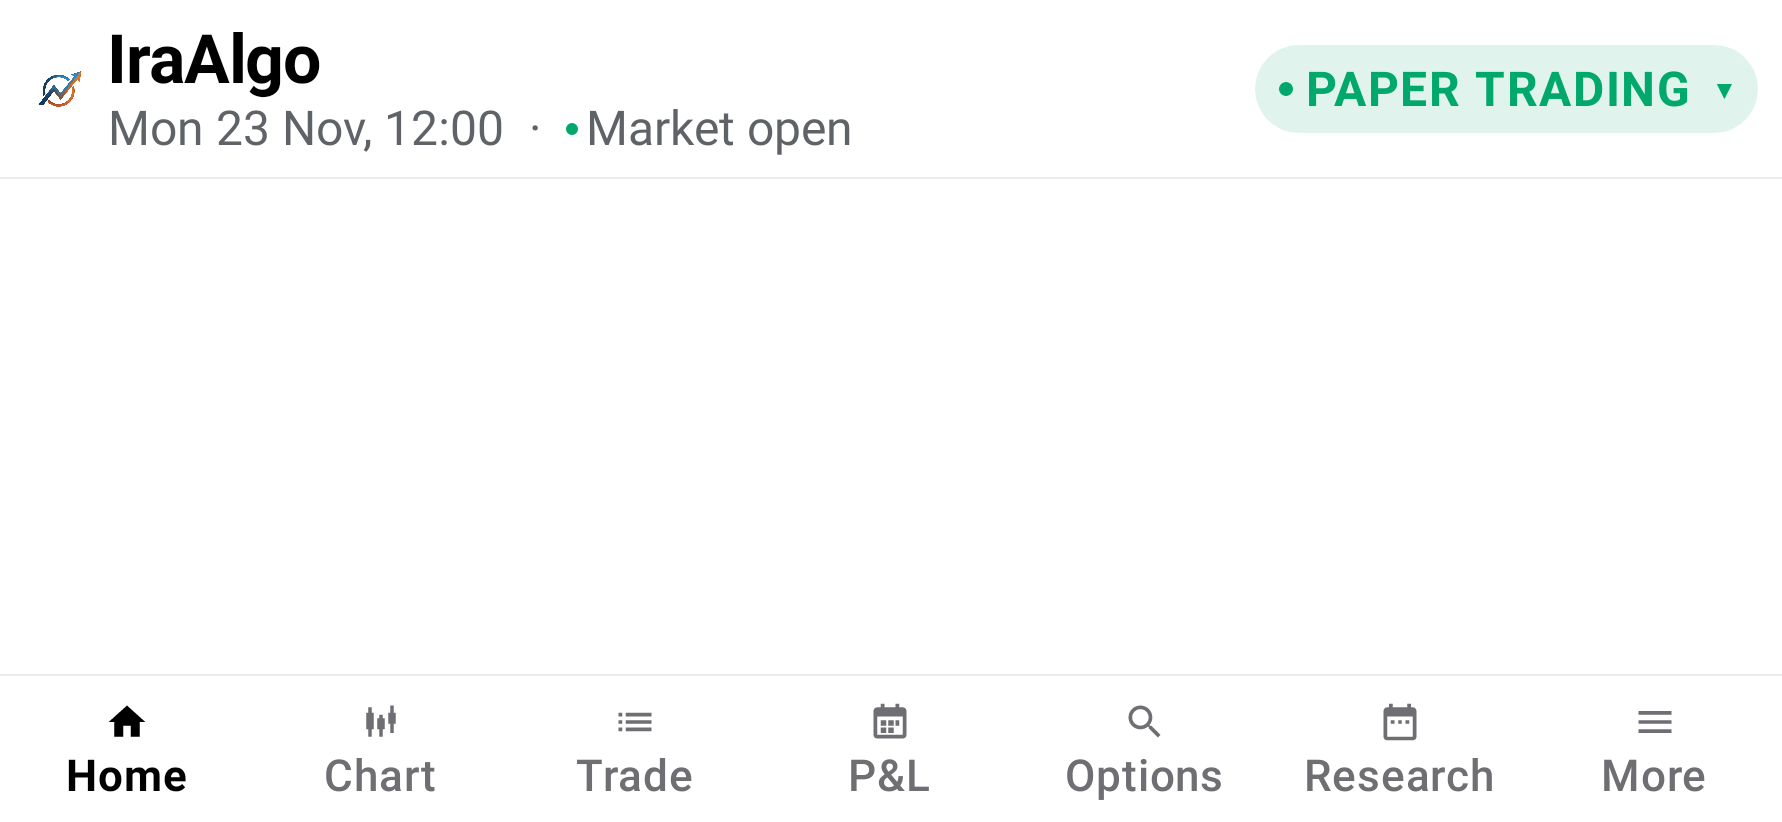 IraAlgo
Mon 23 Nov, 12:00 · •Market open
• PAPER TRADING ▼
Home
Chart
Trade
P&L
Options
Research
More